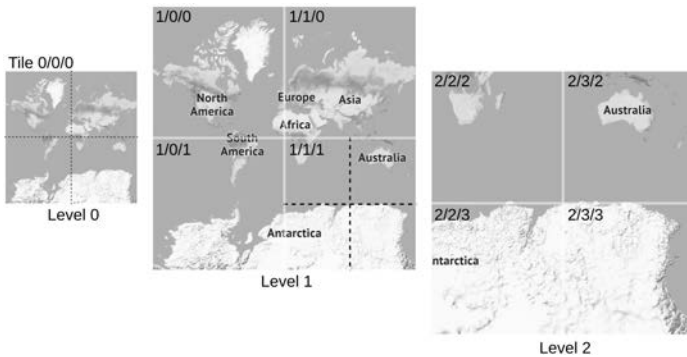 Tile 0/0/0
Level 0
1/0/0
1/1/0
North
America
Europe
Asia
Africa
South
America
1/0/1
1/1/1
Australia
Antarctica
Level 1
2/2/2
2/3/2
Australia
2/2/3
2/3/3
ntarctica
Level 2